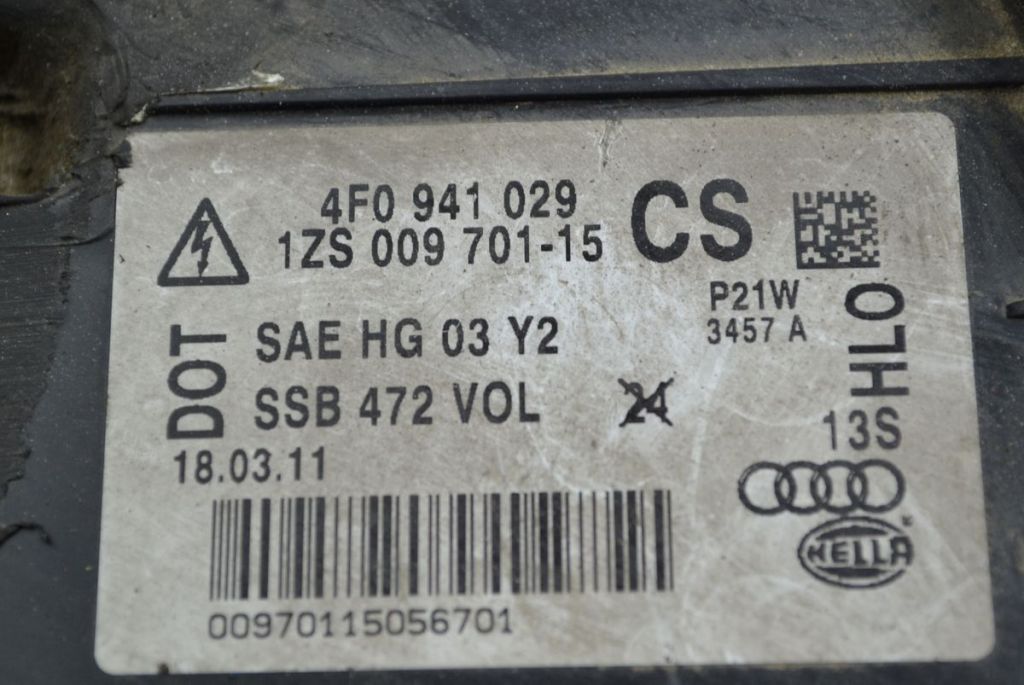 4F0 941 029
1ZS 009 701-15
CS
P21W
3457 A
HLO
DOT
SAE HG 03 Y2
SSB 472 VOL
24
13S
18.03.11
HELLA
00970115056701